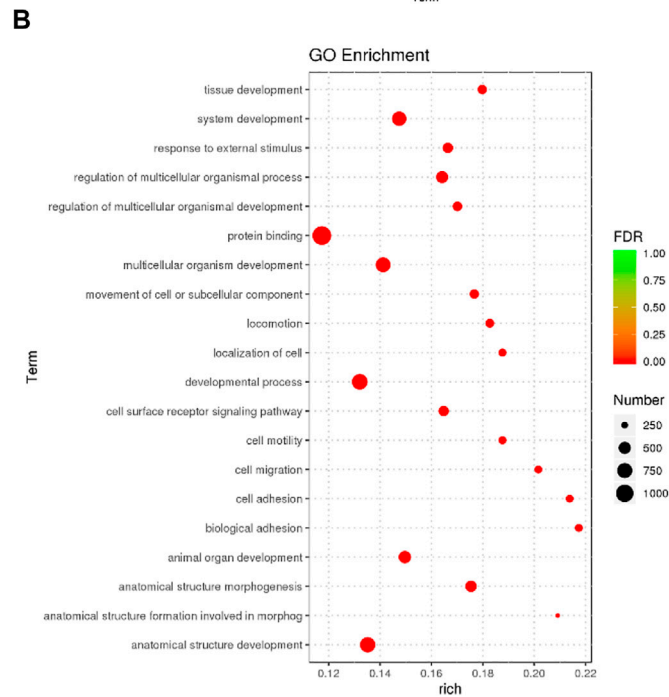 Term
B
GO Enrichment
tissue development
system development
response to external stimulus
regulation of multicellular organismal process
regulation of multicellular organismal development
protein binding
multicellular organism development
movement of cell or subcellular component
locomotion
localization of cell
developmental process
cell surface receptor signaling pathway
cell motility
cell migration
cell adhesion
biological adhesion
animal organ development
anatomical structure morphogenesis
anatomical structure formation involved in morphog
anatomical structure development
Term
0.12 0.14 0.16 0.18 0.20 0.22
rich
FDR
1.00
0.75
0.50
0.25
0.00
Number
250
500
750
1000